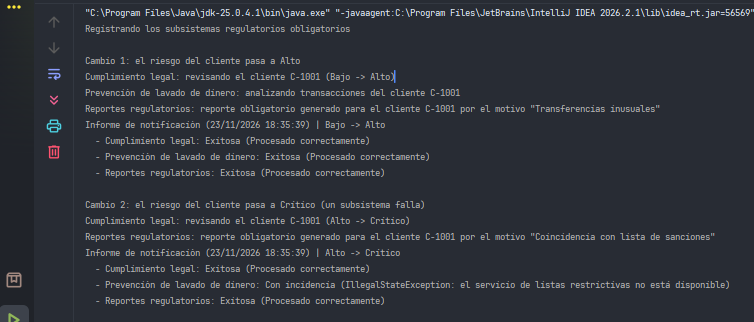 "C:\Program Files\Java\jdk-25.0.4.1\bin\java.exe" "-javaagent:C:\Program Files\JetBrains\IntelliJ IDEA 2026.2.1\lib\idea_rt.jar=56569"
Registrando los subsistemas regulatorios obligatorios
Cambio 1: el riesgo del cliente pasa a Alto
Cumplimiento legal: revisando el cliente C-1001 (Bajo -> Alto)
Prevención de lavado de dinero: analizando transacciones del cliente C-1001
Reportes regulatorios: reporte obligatorio generado para el cliente C-1001 por el motivo "Transferencias inusuales"
Informe de notificación (23/11/2026 18:35:39) | Bajo -> Alto
- Cumplimiento legal: Exitosa (Procesado correctamente)
- Prevención de lavado de dinero: Exitosa (Procesado correctamente)
- Reportes regulatorios: Exitosa (Procesado correctamente)
Cambio 2: el riesgo del cliente pasa a Crítico (un subsistema falla)
Cumplimiento legal: revisando el cliente C-1001 (Alto -> Crítico)
Reportes regulatorios: reporte obligatorio generado para el cliente C-1001 por el motivo "Coincidencia con lista de sanciones"
Informe de notificación (23/11/2026 18:35:39) | Alto -> Crítico
- Cumplimiento legal: Exitosa (Procesado correctamente)
- Prevención de lavado de dinero: Con incidencia (IllegalStateException: el servicio de listas restrictivas no está disponible)
- Reportes regulatorios: Exitosa (Procesado correctamente)